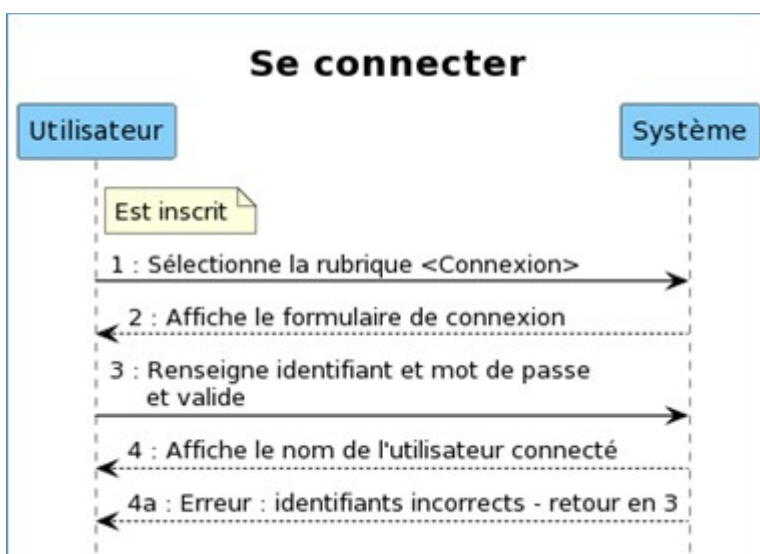 Se connecter
Utilisateur
Système
Est inscrit
1 : Sélectionne la rubrique <Connexion>
2 : Affiche le formulaire de connexion
3 : Renseigne identifiant et mot de passe
et valide
4 : Affiche le nom de l'utilisateur connecté
4a : Erreur : identifiants incorrects - retour en 3